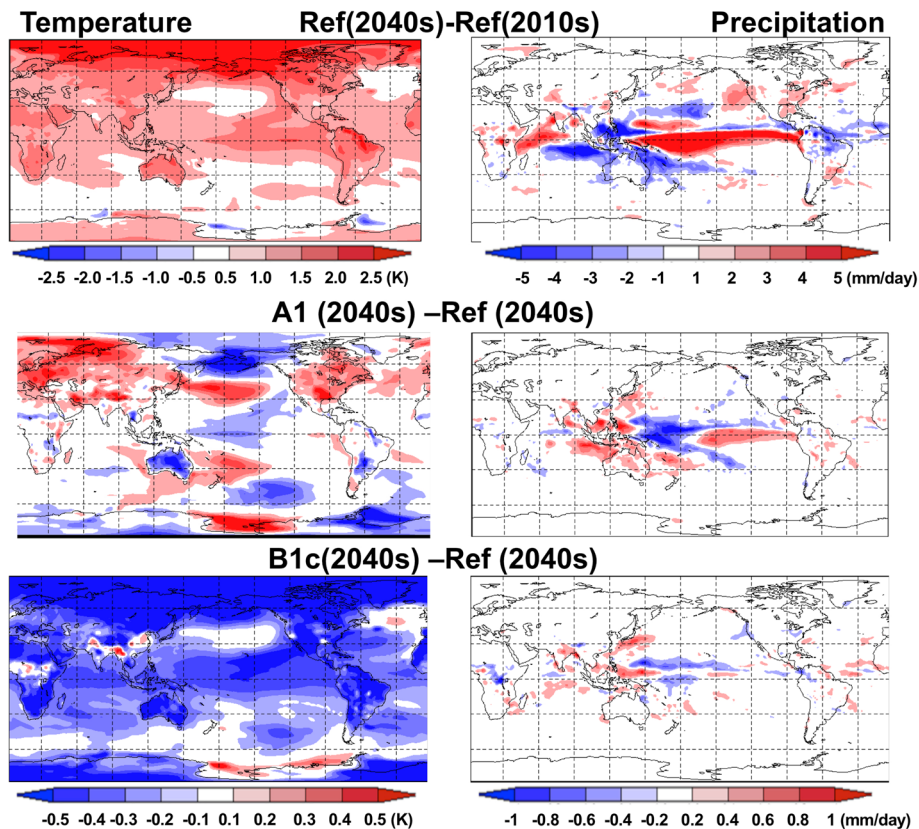 Temperature Ref(2040s)-Ref(2010s) Precipitation
-2.5 -2.0 -1.5 -1.0 -0.5 0.5 1.0 1.5 2.0 2.5 (K)
-5 -4 -3 -2 -1 1 2 3 4 5 (mm/day)
A1 (2040s) –Ref (2040s)
B1c(2040s) –Ref (2040s)
-0.5 -0.4 -0.3 -0.2 -0.1 0.1 0.2 0.3 0.4 0.5 (K)
-1 -0.8 -0.6 -0.4 -0.2 0.2 0.4 0.6 0.8 1 (mm/day)